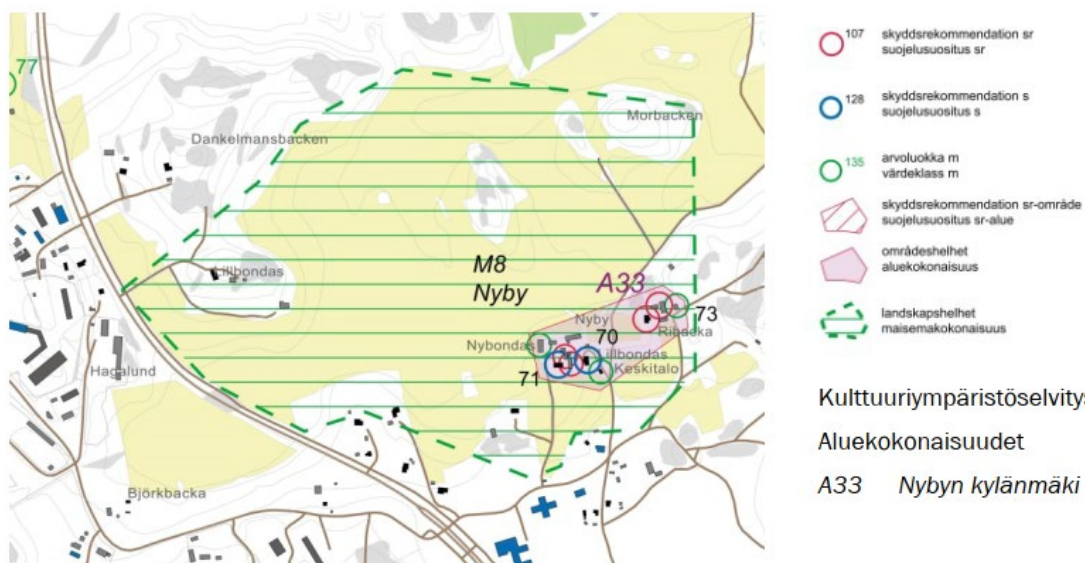 77
Dankelmansbacken
Morbacken
Lillbondas
M8
Nyby
A33
Nyby
73
Ribacka
Nybondas
70
Lillbondas
71
Keskitalo
Hagalund
Björkbacka
107 skyddsrekommendation sr
suojelusuositus sr
128 skyddsrekommendation s
suojelusuositus s
135 arvoluokka m
värdeklass m
skyddsrekommendation sr-område
suojelusuositus sr-alue
områdeshelhet
aluekokonaisuus
landskapshelhet
maisemakokonaisuus
Kulttuuriympäristöselvitys
Aluekokonaisuudet
A33 Nybyn kylänmäki